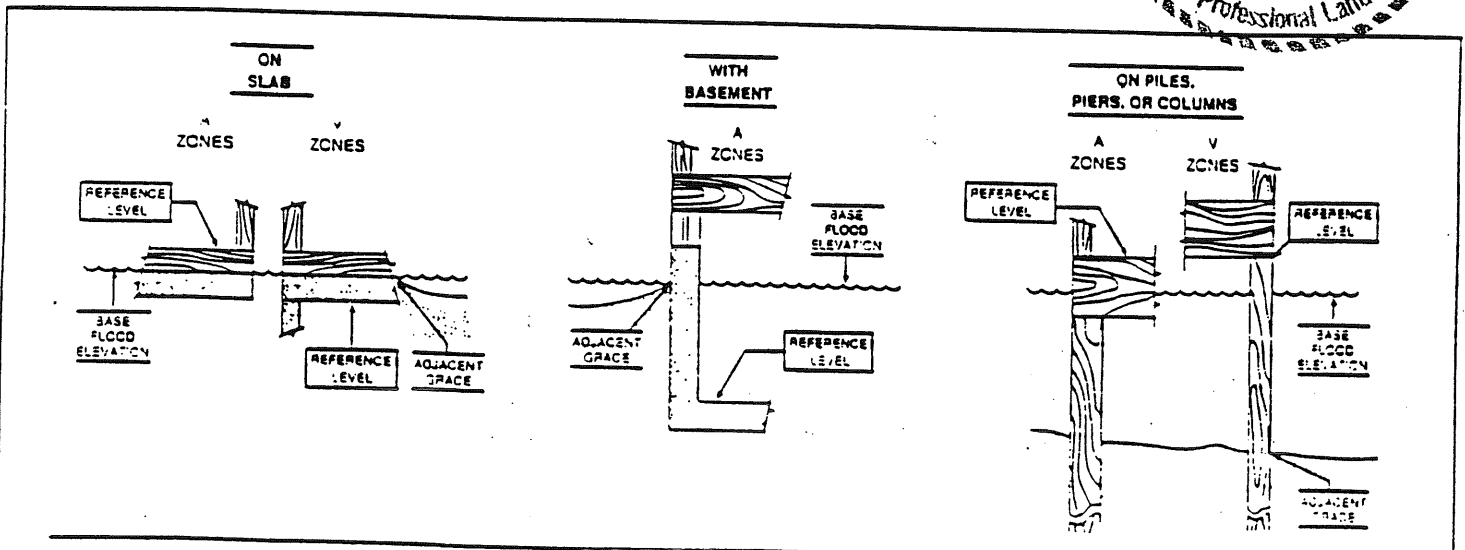 Professional Land
ON
SLAB
ZONES
V
ZONES
REFERENCE
LEVEL
BASE
FLOOD
ELEVATION
REFERENCE
LEVEL
ADJACENT
GRACE
WITH
BASEMENT
A
ZONES
BASE
FLOOD
ELEVATION
ADJACENT
GRACE
REFERENCE
LEVEL
ON PILES,
PIERS, OR COLUMNS
A
ZONES
V
ZONES
REFERENCE
LEVEL
REFERENCE
LEVEL
BASE
FLOOD
ELEVATION
ADJACENT
GRADE